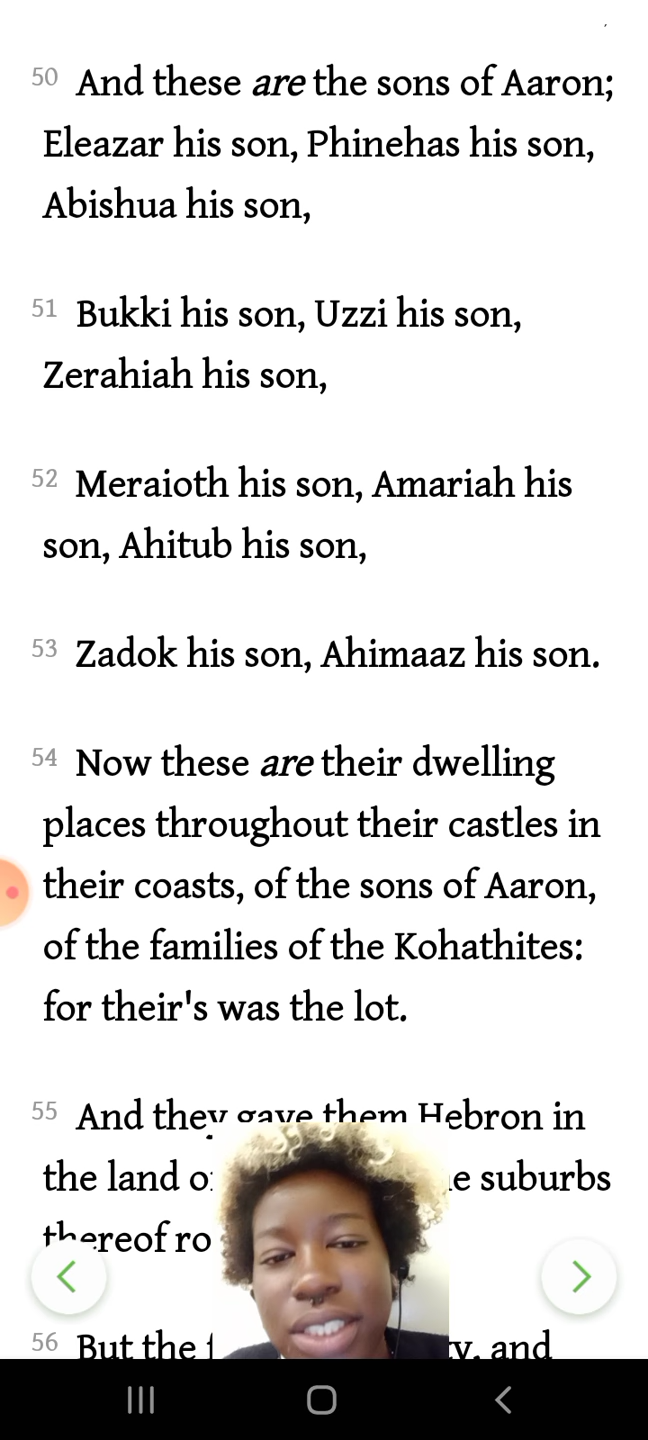 50 And these are the sons of Aaron;
Eleazar his son, Phinehas his son,
Abishua his son,
51 Bukki his son, Uzzi his son,
Zerahiah his son,
52 Meraioth his son, Amariah his
son, Ahitub his son,
53 Zadok his son, Ahimaaz his son.
54 Now these are their dwelling
places throughout their castles in
their coasts, of the sons of Aaron,
of the families of the Kohathites:
for their's was the lot.
55 And they gave them Hebron in
the land suburbs
thereof
56 But the and